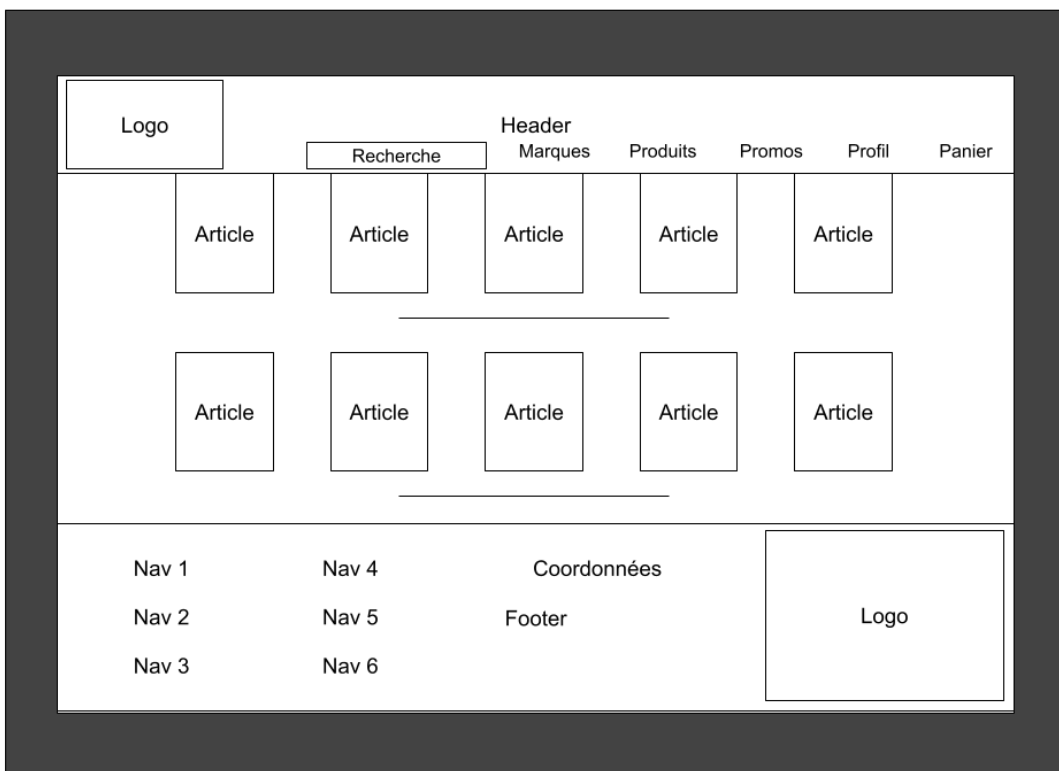 Logo
Header
Recherche Marques Produits Promos Profil Panier
Article Article Article Article Article
Article Article Article Article Article
Nav 1 Nav 4 Coordonnées
Nav 2 Nav 5 Footer Logo
Nav 3 Nav 6